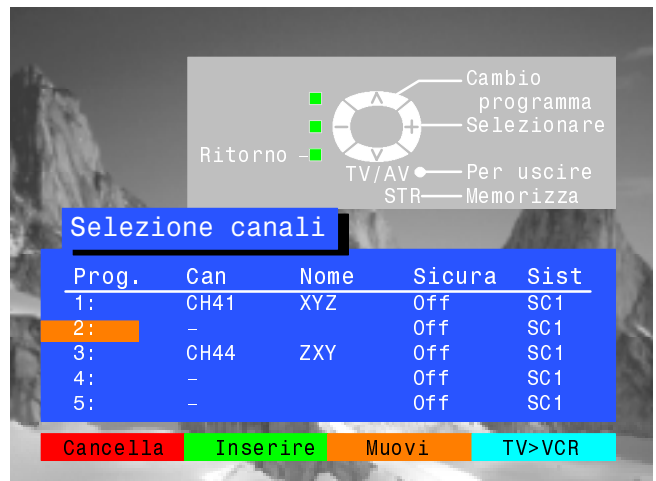 Cambio
programma
Selezionare
Ritorno
TV/AV Per uscire
STR Memorizza
Selezione canali
Prog. Can Nome Sicura Sist
1: CH41 XYZ Off SC1
2: – Off SC1
3: CH44 ZXY Off SC1
4: – Off SC1
5: – Off SC1
Cancella Inserire Muovi TV>VCR